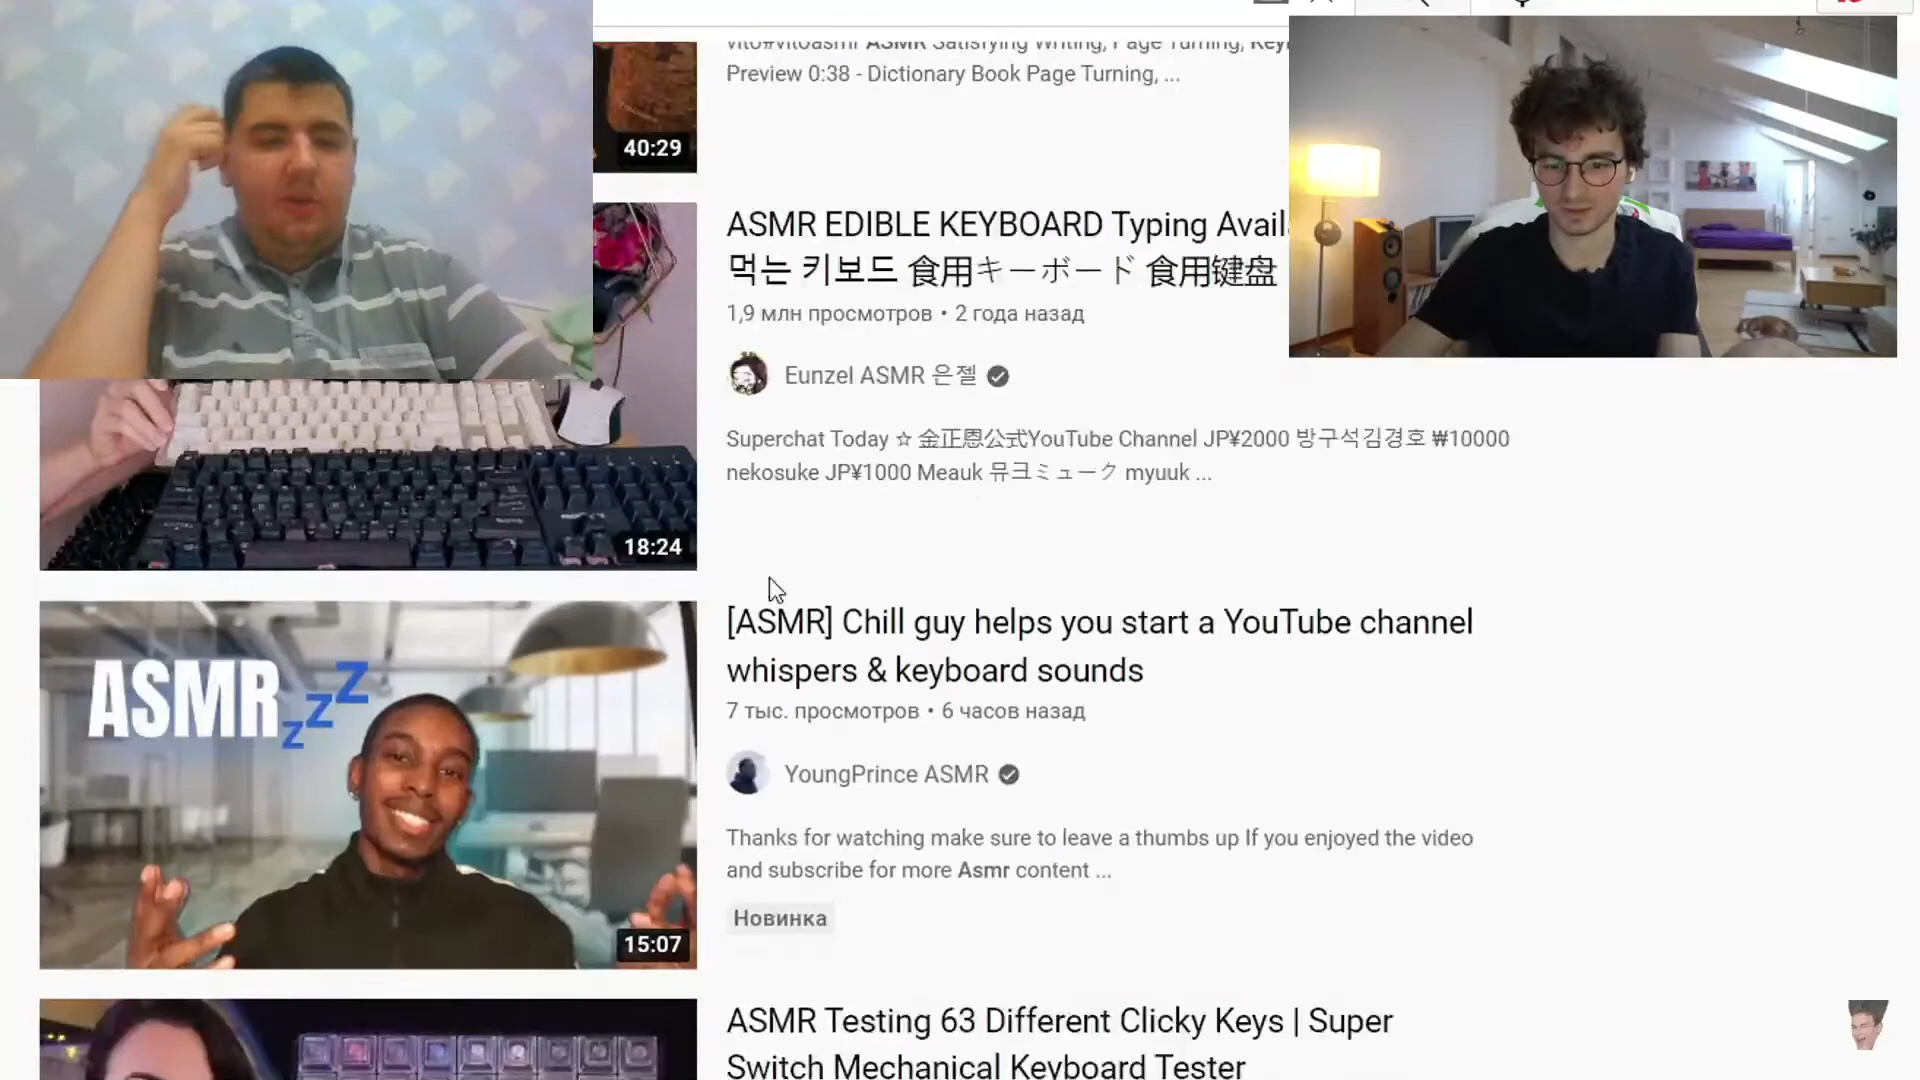 Preview 0:38 - Dictionary Book Page Turning, ...
40:29
ASMR EDIBLE KEYBOARD Typing
먹는 키보드 食用キーボード 食用键盘
1,9 млн просмотров • 2 года назад
Eunzel ASMR 은젤
Superchat Today ☆ 金正恩公式YouTube Channel JP¥2000 방구석김경호 ₩10000
nekosuke JP¥1000 Meauk 뮤크ミューク myuuk ...
18:24
[ASMR] Chill guy helps you start a YouTube channel
whispers & keyboard sounds
7 тыс. просмотров • 6 часов назад
YoungPrince ASMR
Thanks for watching make sure to leave a thumbs up If you enjoyed the video
and subscribe for more Asmr content ...
Новинка
ASMR zzZ
15:07
ASMR Testing 63 Different Clicky Keys | Super
Switch Mechanical Keyboard Tester